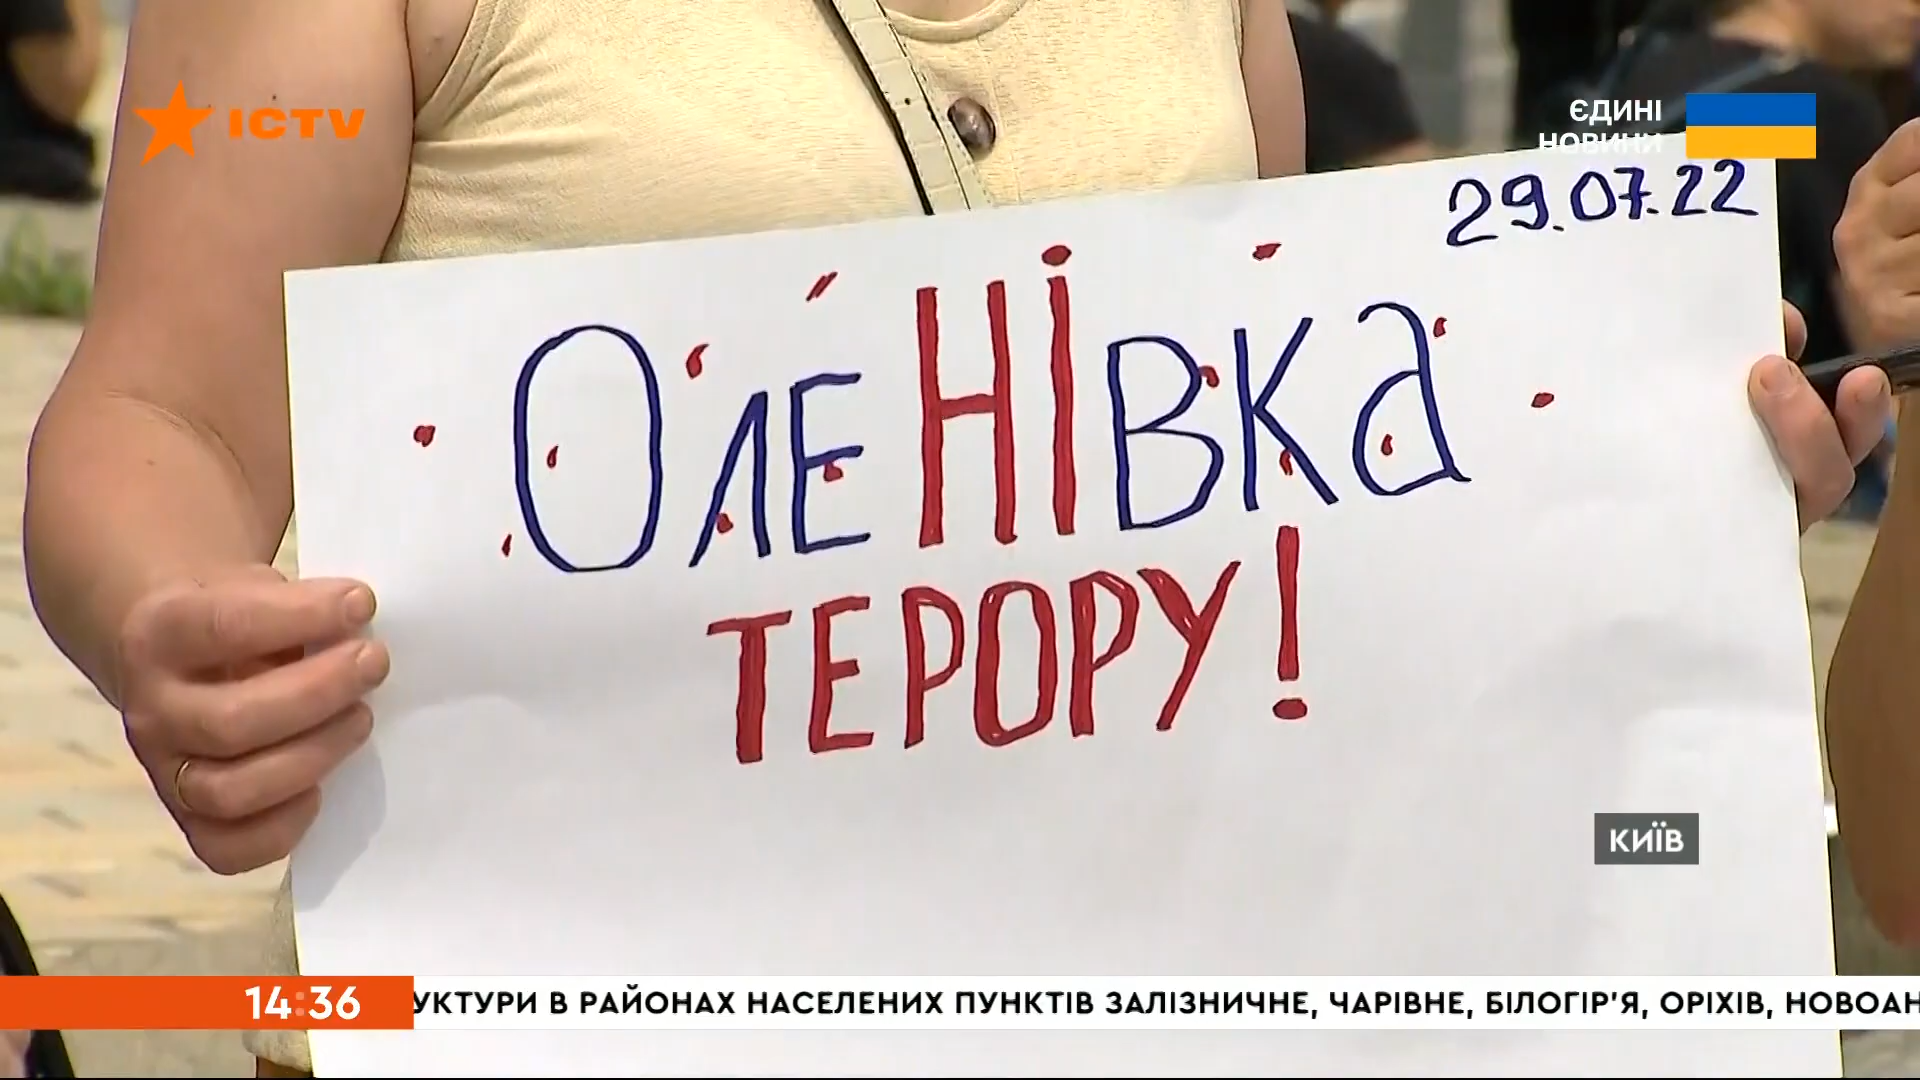 ICTV
ЄДИНІ
НОВИНИ
29.07.22
ОлЕНІВКа
ТЕРОРУ!
КИЇВ
14:36
УКТУРИ В РАЙОНАХ НАСЕЛЕНИХ ПУНКТІВ ЗАЛІЗНИЧНЕ, ЧАРІВНЕ, БІЛОГІР'Я, ОРІХІВ, НОВОАН